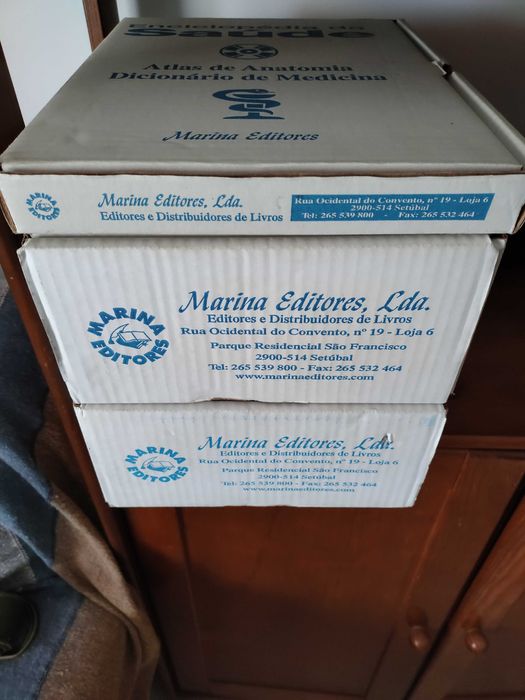 Enciclopédia da
Saúde
Atlas de Anatomia
Dicionário de Medicina
Marina Editores
MARINA
EDITORES
Marina Editores, Lda.
Editores e Distribuidores de Livros
Rua Ocidental do Convento, nº 19 - Loja 6
2900-514 Setúbal
Tel: 265 539 800 - Fax: 265 532 464
MARINA
EDITORES
Marina Editores, Lda.
Editores e Distribuidores de Livros
Rua Ocidental do Convento, nº 19 - Loja 6
Parque Residencial São Francisco
2900-514 Setúbal
Tel: 265 539 800 - Fax: 265 532 464
www.marinaeditores.com
MARINA
EDITORES
Marina Editores, Lda.
Editores e Distribuidores de Livros
Rua Ocidental do Convento, nº 19 - Loja 6
Parque Residencial São Francisco
2900-514 Setúbal
Tel: 265 539 800 - Fax: 265 532 464
www.marinaeditores.com